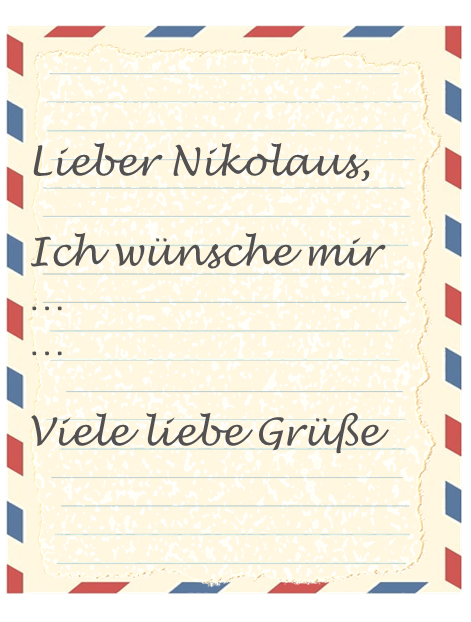 Lieber Nikolaus,
Ich wünsche mir
...
...
Viele liebe Grüße